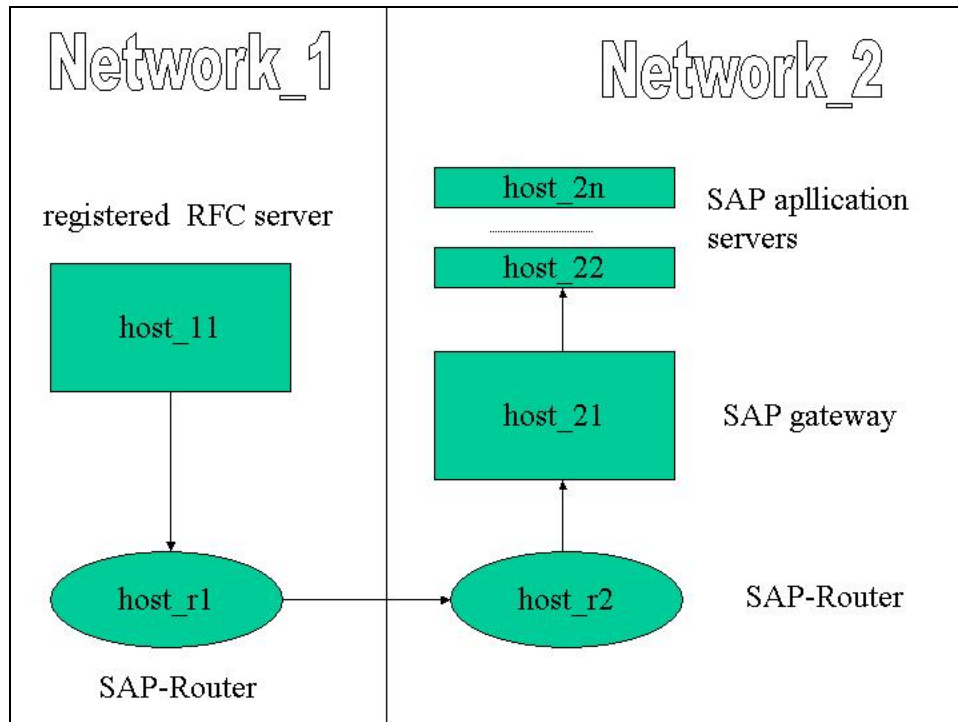 Network_1
registered RFC server
host_11
host_r1
SAP-Router
Network_2
host_2n
host_22
SAP apllication
servers
host_21
SAP gateway
host_r2
SAP-Router